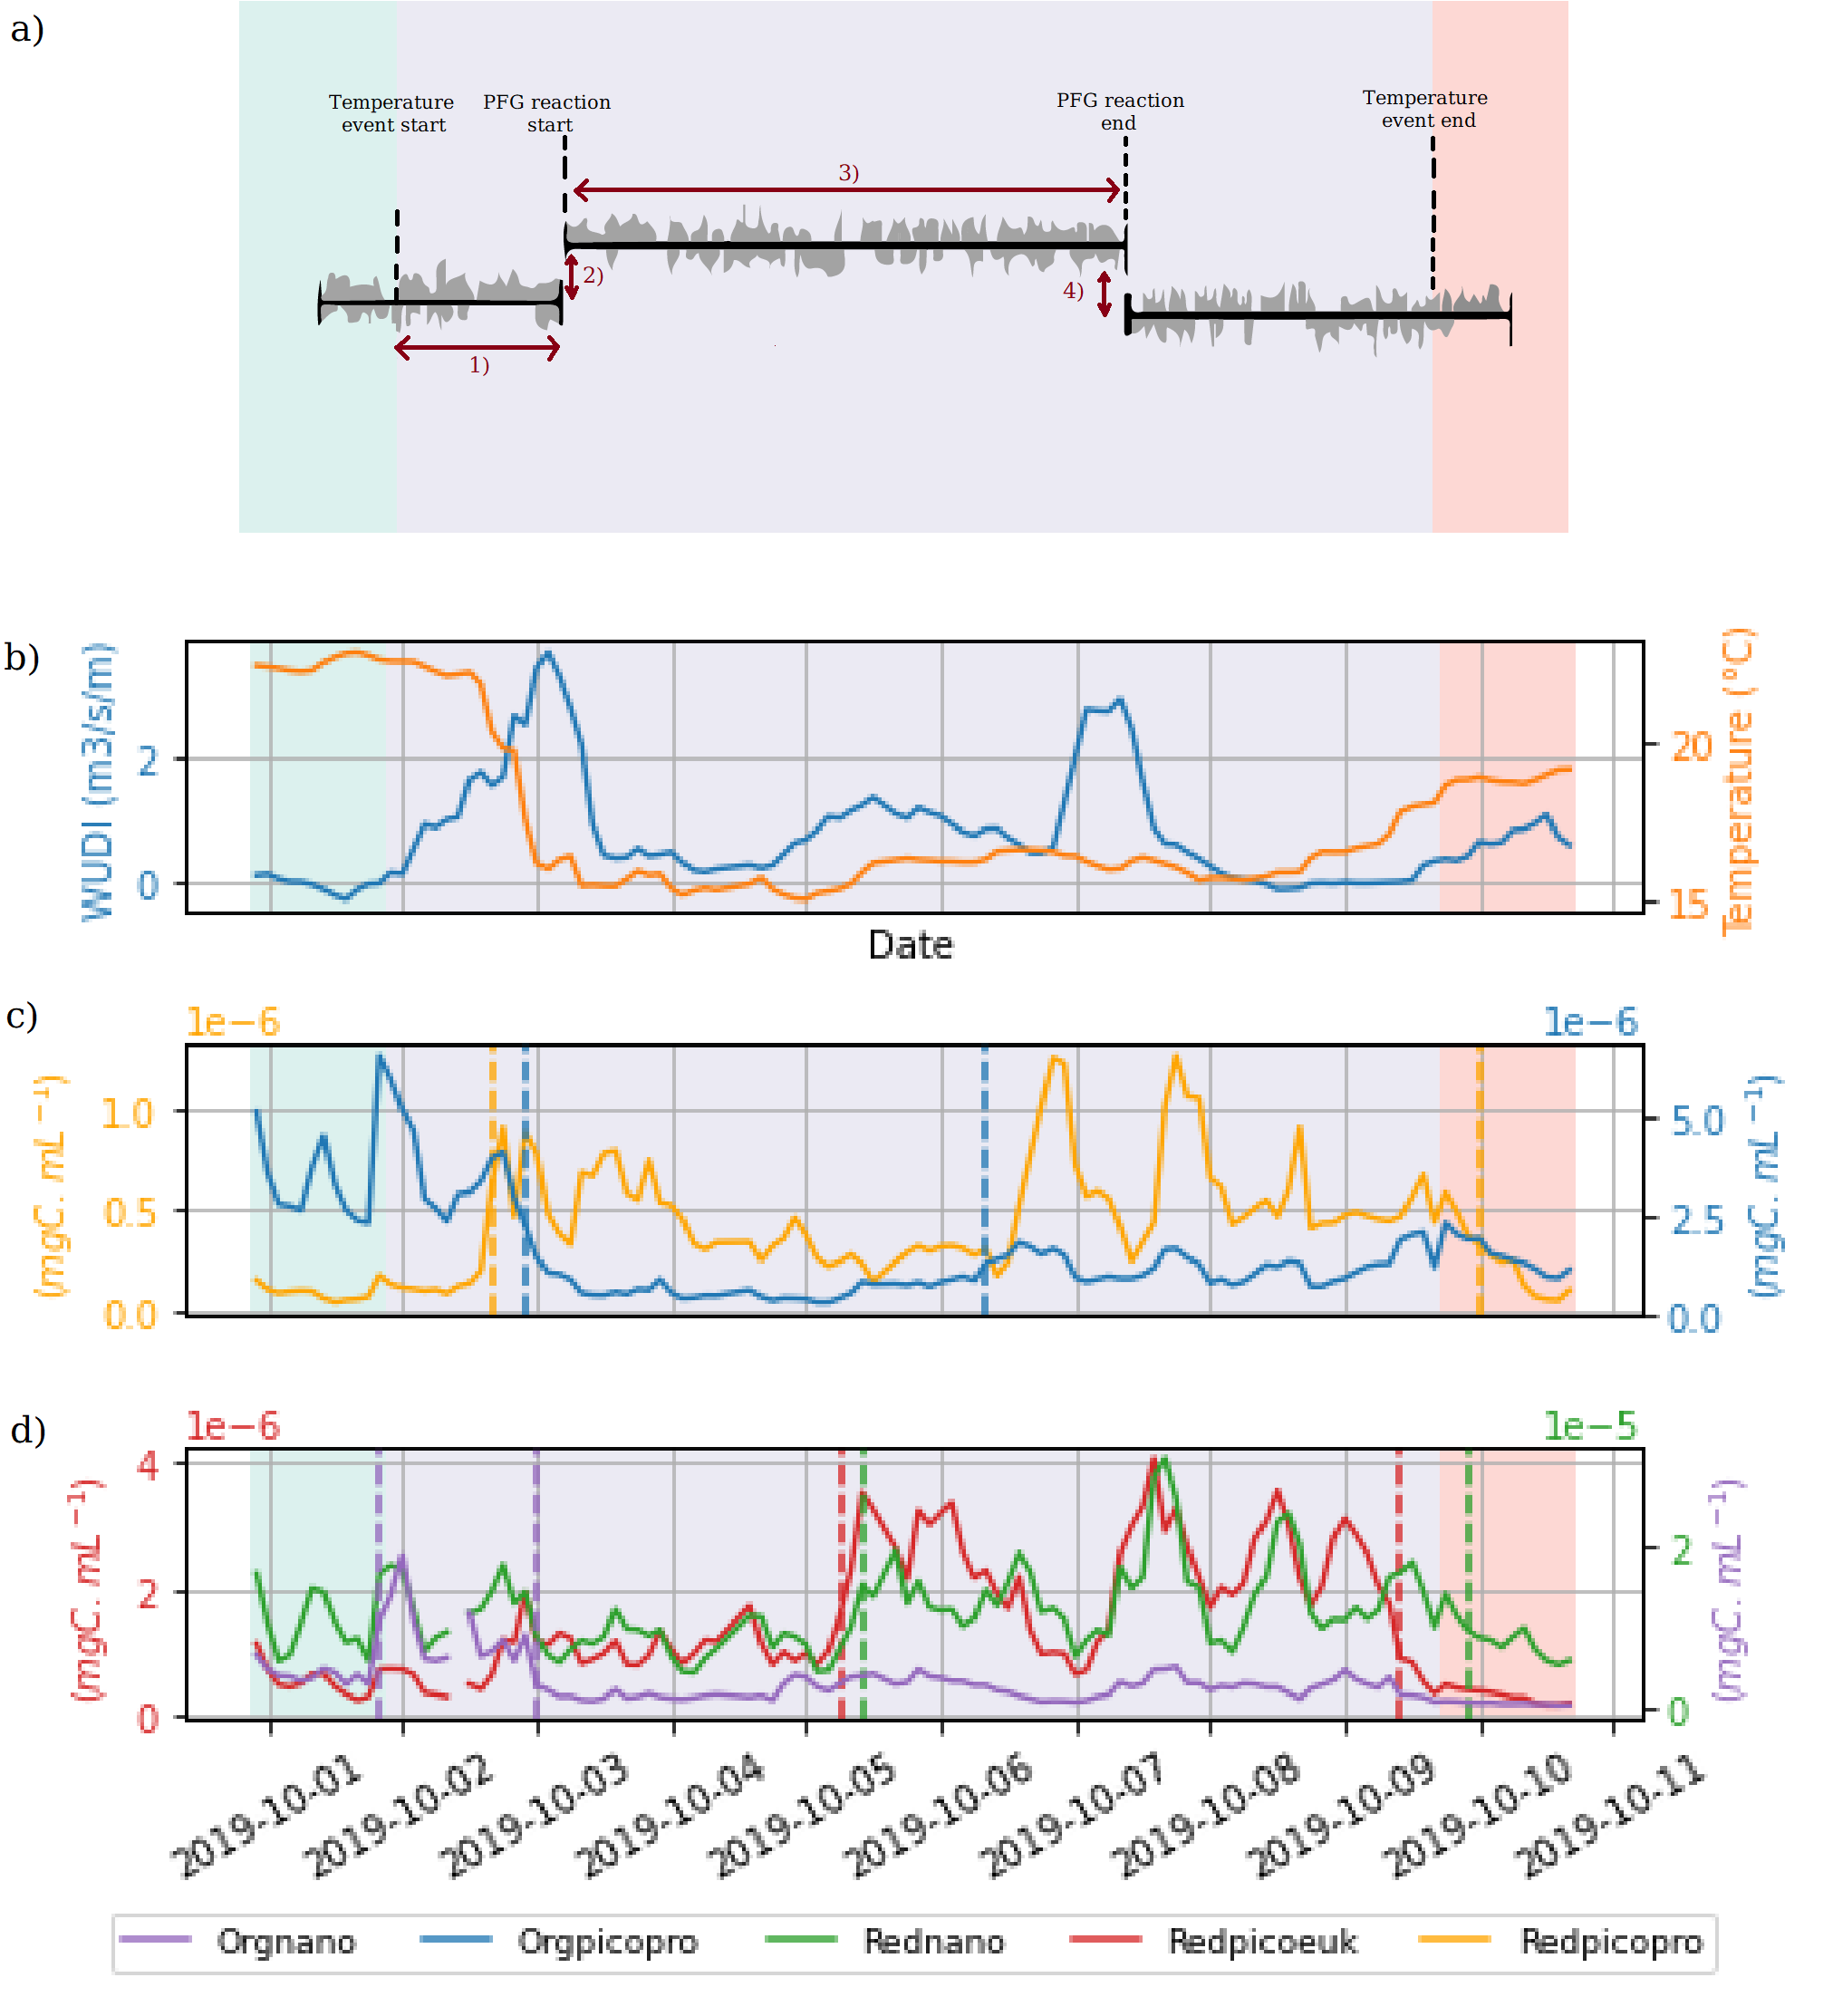 a)
Temperature
event start
PFG reaction
start
PFG reaction
end
Temperature
event end
3)
2)
4)
1)
b)
WUDI (m3/s/m)
2
0
20
15
Temperature (°C)
Date
c)
1e−6
1e−6
(mgC. mL⁻¹)
1.0
0.5
0.0
5.0
2.5
0.0
(mgC. mL⁻¹)
d)
1e−6
1e−5
(mgC. mL⁻¹)
4
2
0
2
0
(mgC. mL⁻¹)
2019-10-01
2019-10-02
2019-10-03
2019-10-04
2019-10-05
2019-10-06
2019-10-07
2019-10-08
2019-10-09
2019-10-10
2019-10-11
Orgnano
Orgpicopro
Rednano
Redpicoeuk
Redpicopro